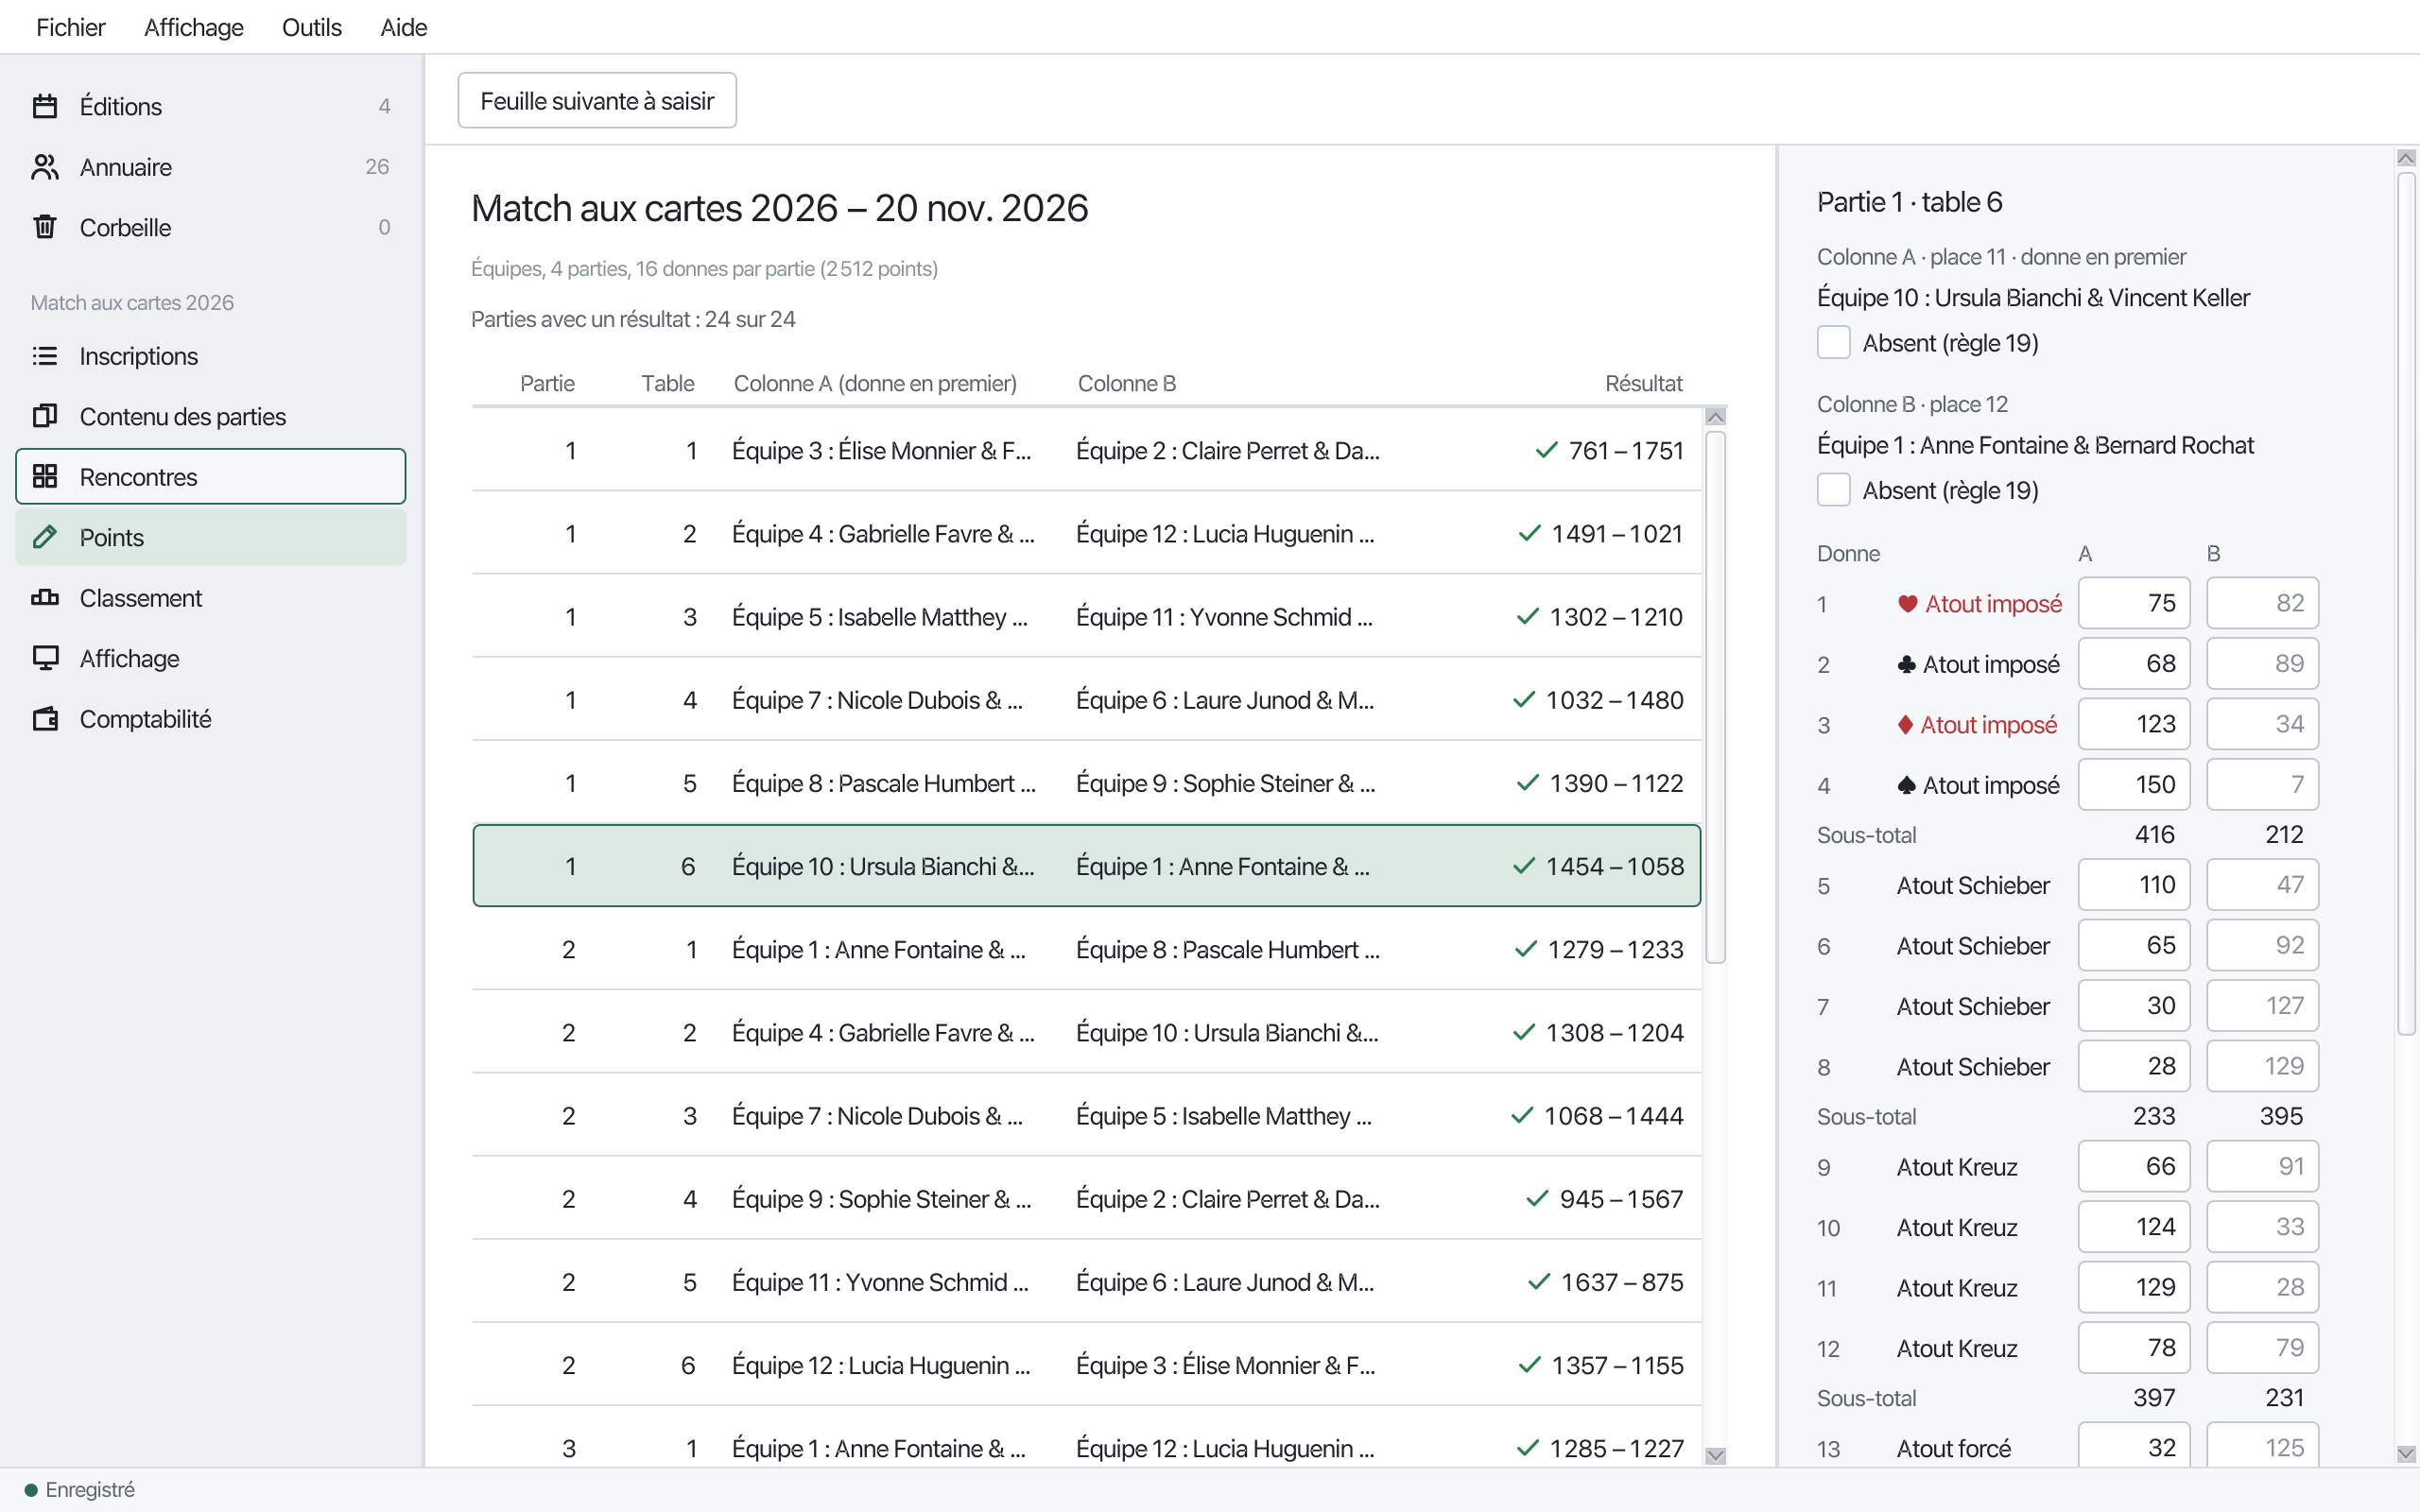 Fichier Affichage Outils Aide
Éditions 4
Annuaire 26
Corbeille 0
Match aux cartes 2026
Inscriptions
Contenu des parties
Rencontres
Points
Classement
Affichage
Comptabilité
Feuille suivante à saisir
Match aux cartes 2026 – 20 nov. 2026
Équipes, 4 parties, 16 donnes par partie (2 512 points)
Parties avec un résultat : 24 sur 24
Partie Table Colonne A (donne en premier) Colonne B Résultat
1 1 Équipe 3 : Élise Monnier & F... Équipe 2 : Claire Perret & Da... 761 – 1751
1 2 Équipe 4 : Gabrielle Favre & ... Équipe 12 : Lucia Huguenin ... 1491 – 1021
1 3 Équipe 5 : Isabelle Matthey ... Équipe 11 : Yvonne Schmid ... 1302 – 1210
1 4 Équipe 7 : Nicole Dubois & ... Équipe 6 : Laure Junod & M... 1032 – 1480
1 5 Équipe 8 : Pascale Humbert ... Équipe 9 : Sophie Steiner & ... 1390 – 1122
1 6 Équipe 10 : Ursula Bianchi &... Équipe 1 : Anne Fontaine & ... 1454 – 1058
2 1 Équipe 1 : Anne Fontaine & ... Équipe 8 : Pascale Humbert ... 1279 – 1233
2 2 Équipe 4 : Gabrielle Favre & ... Équipe 10 : Ursula Bianchi &... 1308 – 1204
2 3 Équipe 7 : Nicole Dubois & ... Équipe 5 : Isabelle Matthey ... 1068 – 1444
2 4 Équipe 9 : Sophie Steiner & ... Équipe 2 : Claire Perret & Da... 945 – 1567
2 5 Équipe 11 : Yvonne Schmid ... Équipe 6 : Laure Junod & M... 1637 – 875
2 6 Équipe 12 : Lucia Huguenin ... Équipe 3 : Élise Monnier & F... 1357 – 1155
3 1 Équipe 1 : Anne Fontaine & ... Équipe 12 : Lucia Huguenin ... 1285 – 1227
Partie 1 · table 6
Colonne A · place 11 · donne en premier
Équipe 10 : Ursula Bianchi & Vincent Keller
Absent (règle 19)
Colonne B · place 12
Équipe 1 : Anne Fontaine & Bernard Rochat
Absent (règle 19)
Donne A B
1 ♥ Atout imposé 75 82
2 ♣ Atout imposé 68 89
3 ♦ Atout imposé 123 34
4 ♠ Atout imposé 150 7
Sous-total 416 212
5 Atout Schieber 110 47
6 Atout Schieber 65 92
7 Atout Schieber 30 127
8 Atout Schieber 28 129
Sous-total 233 395
9 Atout Kreuz 66 91
10 Atout Kreuz 124 33
11 Atout Kreuz 129 28
12 Atout Kreuz 78 79
Sous-total 397 231
13 Atout forcé 32 125
Enregistré